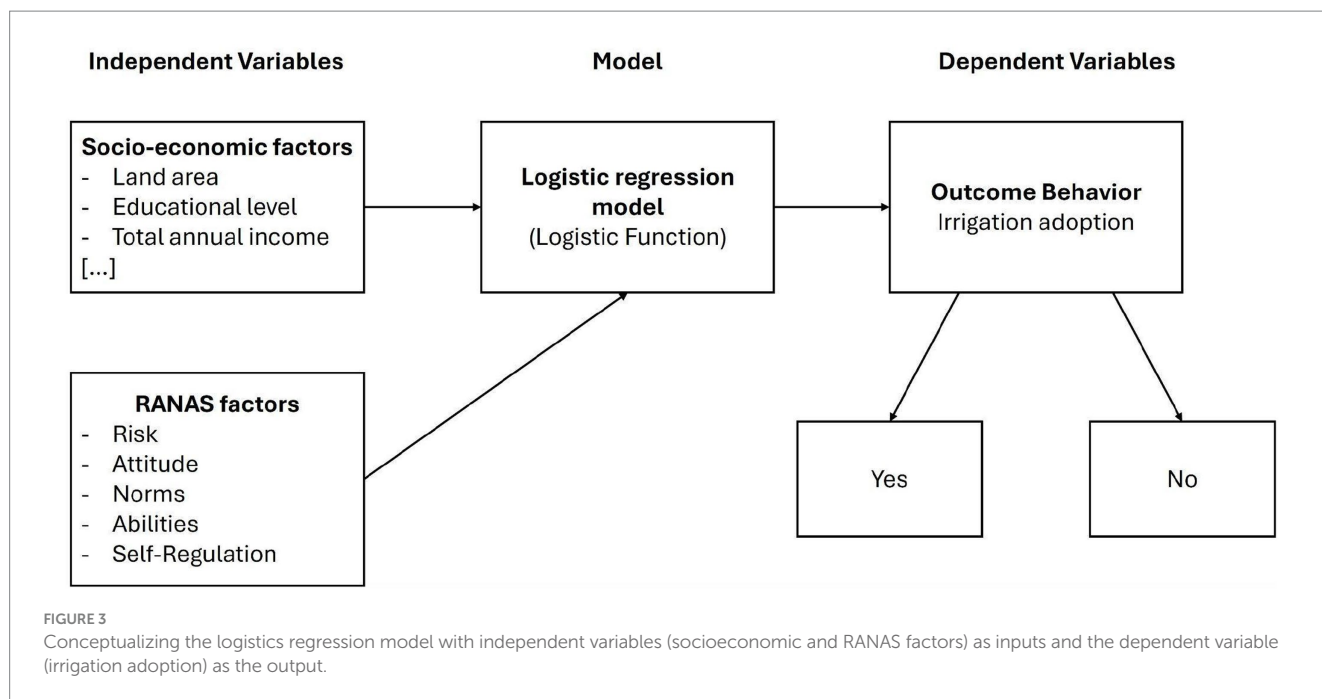 Independent Variables
Model
Dependent Variables
Socio-economic factors
- Land area
- Educational level
- Total annual income
[...]
Logistic regression
model
(Logistic Function)
Outcome Behavior
Irrigation adoption
RANAS factors
- Risk
- Attitude
- Norms
- Abilities
- Self-Regulation
Yes
No
FIGURE 3
Conceptualizing the logistics regression model with independent variables (socioeconomic and RANAS factors) as inputs and the dependent variable
(irrigation adoption) as the output.